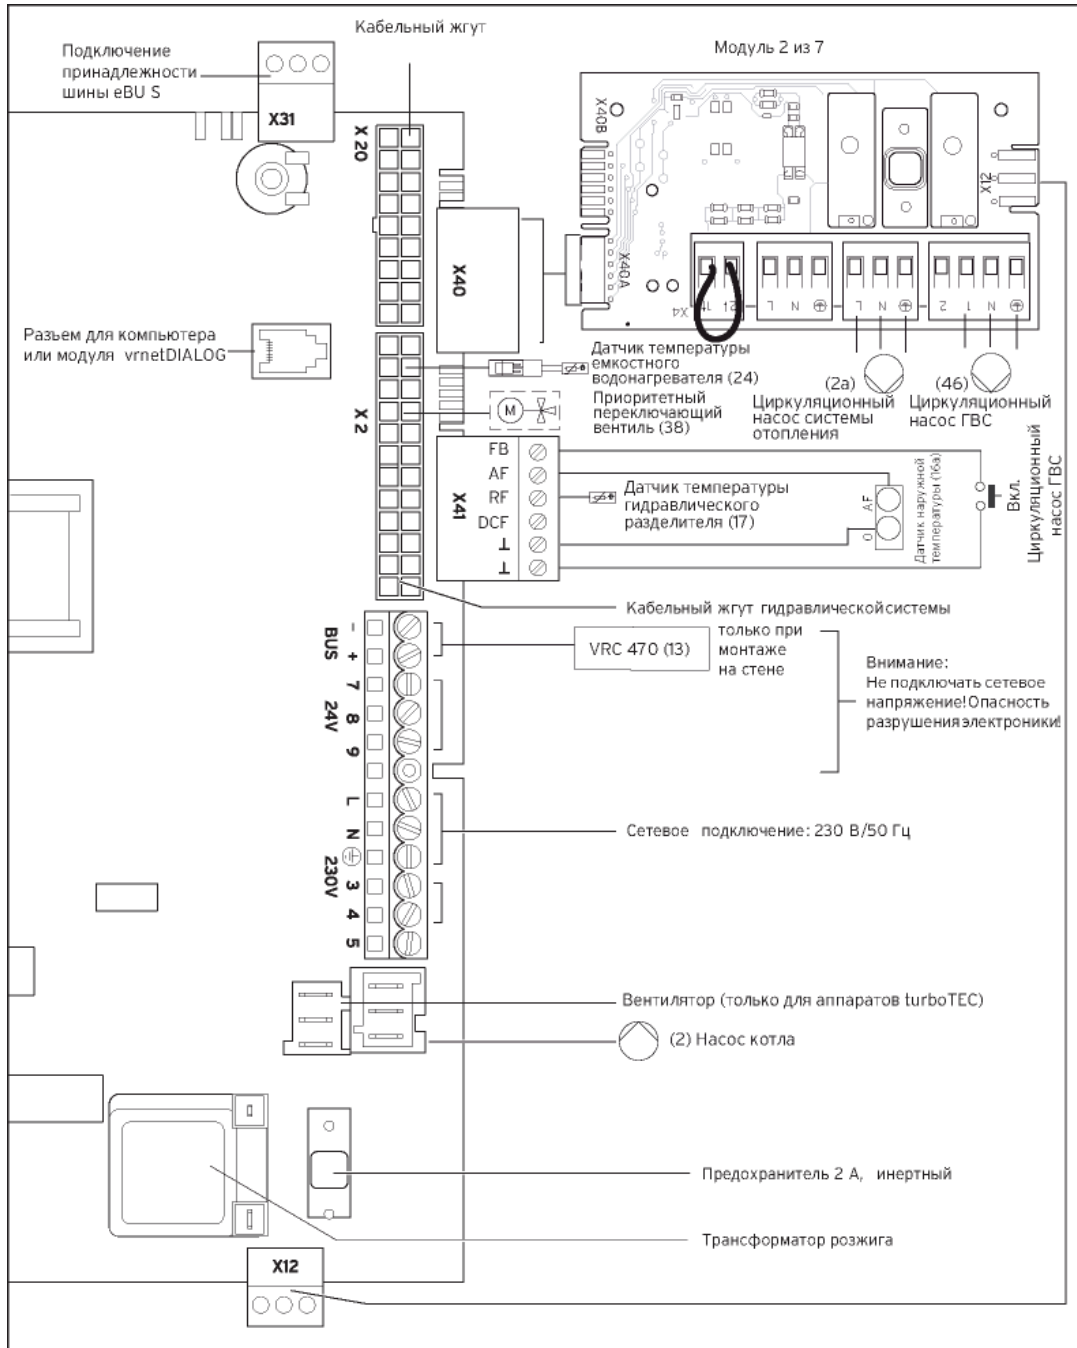 Кабельный жгут
Подключение
принадлежности
шины eBU S
Модуль 2 из 7
X31
X 20
X40B
X12
X40
X40A
X4
L
N
L
N
2
1
N
Разъем для компьютера
или модуля vrnetDIALOG
Датчик температуры
емкостного
водонагревателя (24)
Приоритетный
переключающий
вентиль (38)
M
(2a)
Циркуляционный
насос системы
отопления
(46)
Циркуляционный
насос ГВС
X 2
X41
FB
AF
RF
DCF
⊥
⊥
Датчик температуры
гидравлического
разделителя (17)
AF
0
Датчик наружной
температуры (16а)
Вкл.
Циркуляционный
насос ГВС
Кабельный жгут гидравлической системы
BUS
-
+
VRC 470 (13)
только при
монтаже
на стене
Внимание:
Не подключать сетевое
напряжение! Опасность
разрушения электроники!
24V
7
8
9
L
N
230V
3
4
5
Сетевое подключение: 230 В/50 Гц
Вентилятор (только для аппаратов turboTEC)
(2) Насос котла
Предохранитель 2 А, инертный
Трансформатор розжига
X12